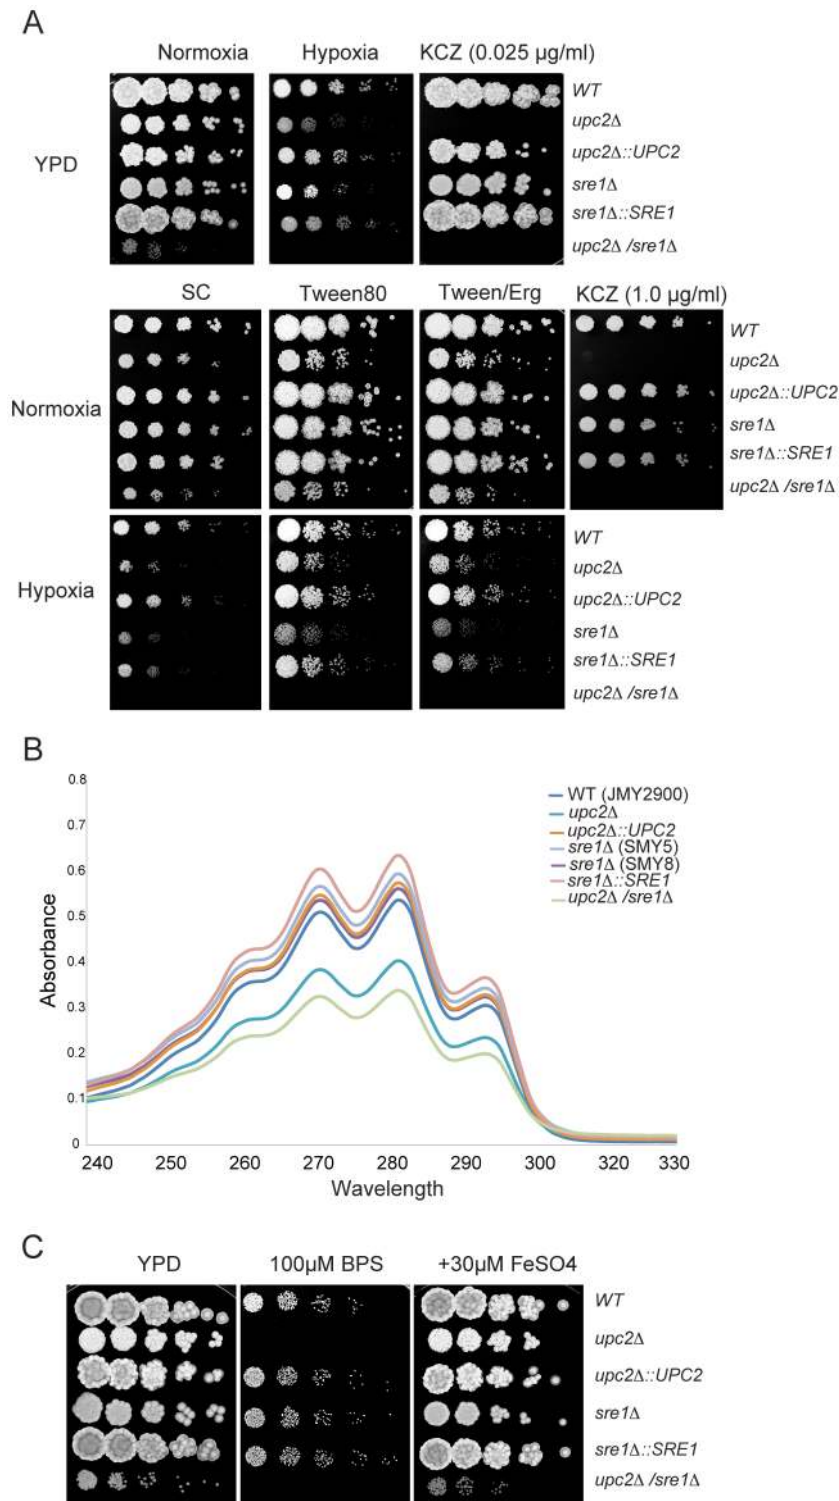 A
Normoxia Hypoxia KCZ (0.025 µg/ml)
YPD
WT
upc2Δ
upc2Δ::UPC2
sre1Δ
sre1Δ::SRE1
upc2Δ /sre1Δ
SC Tween80 Tween/Erg KCZ (1.0 µg/ml)
Normoxia
WT
upc2Δ
upc2Δ::UPC2
sre1Δ
sre1Δ::SRE1
upc2Δ /sre1Δ
Hypoxia
WT
upc2Δ
upc2Δ::UPC2
sre1Δ
sre1Δ::SRE1
upc2Δ /sre1Δ
B
0.8
0.7
0.6
0.5
0.4
0.3
0.2
0.1
0
Absorbance
WT (JMY2900)
upc2Δ
upc2Δ::UPC2
sre1Δ (SMY5)
sre1Δ (SMY8)
sre1Δ::SRE1
upc2Δ /sre1Δ
240 250 260 270 280 290 300 320 330
Wavelength
C
YPD 100µM BPS +30µM FeSO4
WT
upc2Δ
upc2Δ::UPC2
sre1Δ
sre1Δ::SRE1
upc2Δ /sre1Δ